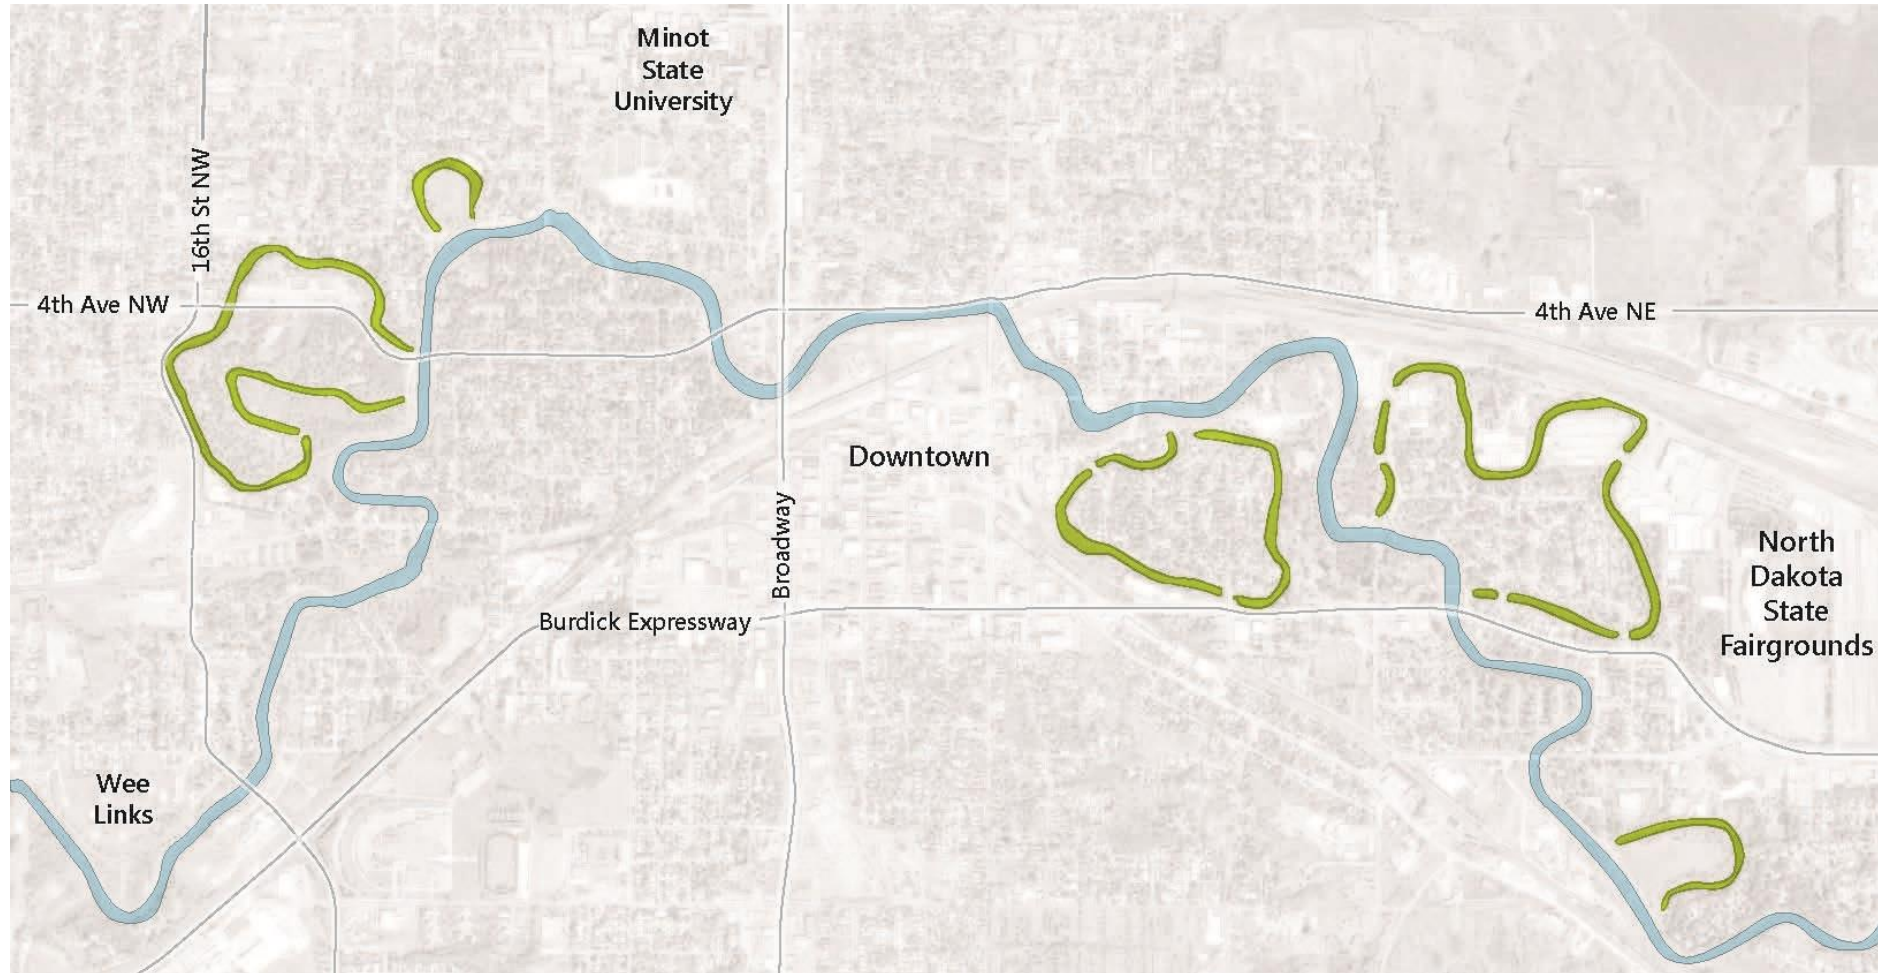 Minot
State
University
16th St NW
4th Ave NW
4th Ave NE
Downtown
Broadway
North
Dakota
State
Fairgrounds
Burdick Expressway
Wee
Links